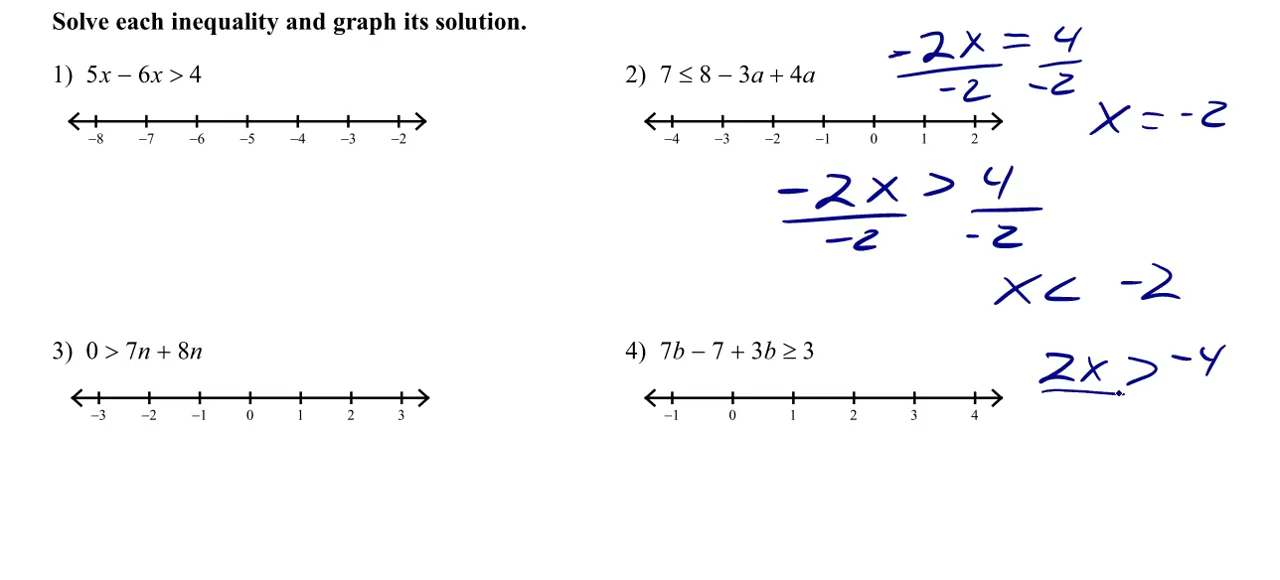 Solve each inequality and graph its solution.
1) 5x − 6x > 4
−8 −7 −6 −5 −4 −3 −2
2) 7 ≤ 8 − 3a + 4a
−4 −3 −2 −1 0 1 2
-2x = 4
-2 -2
x = -2
-2x > 4
-2 -2
x < -2
3) 0 > 7n + 8n
−3 −2 −1 0 1 2 3
4) 7b − 7 + 3b ≥ 3
−1 0 1 2 3 4
2x > -4